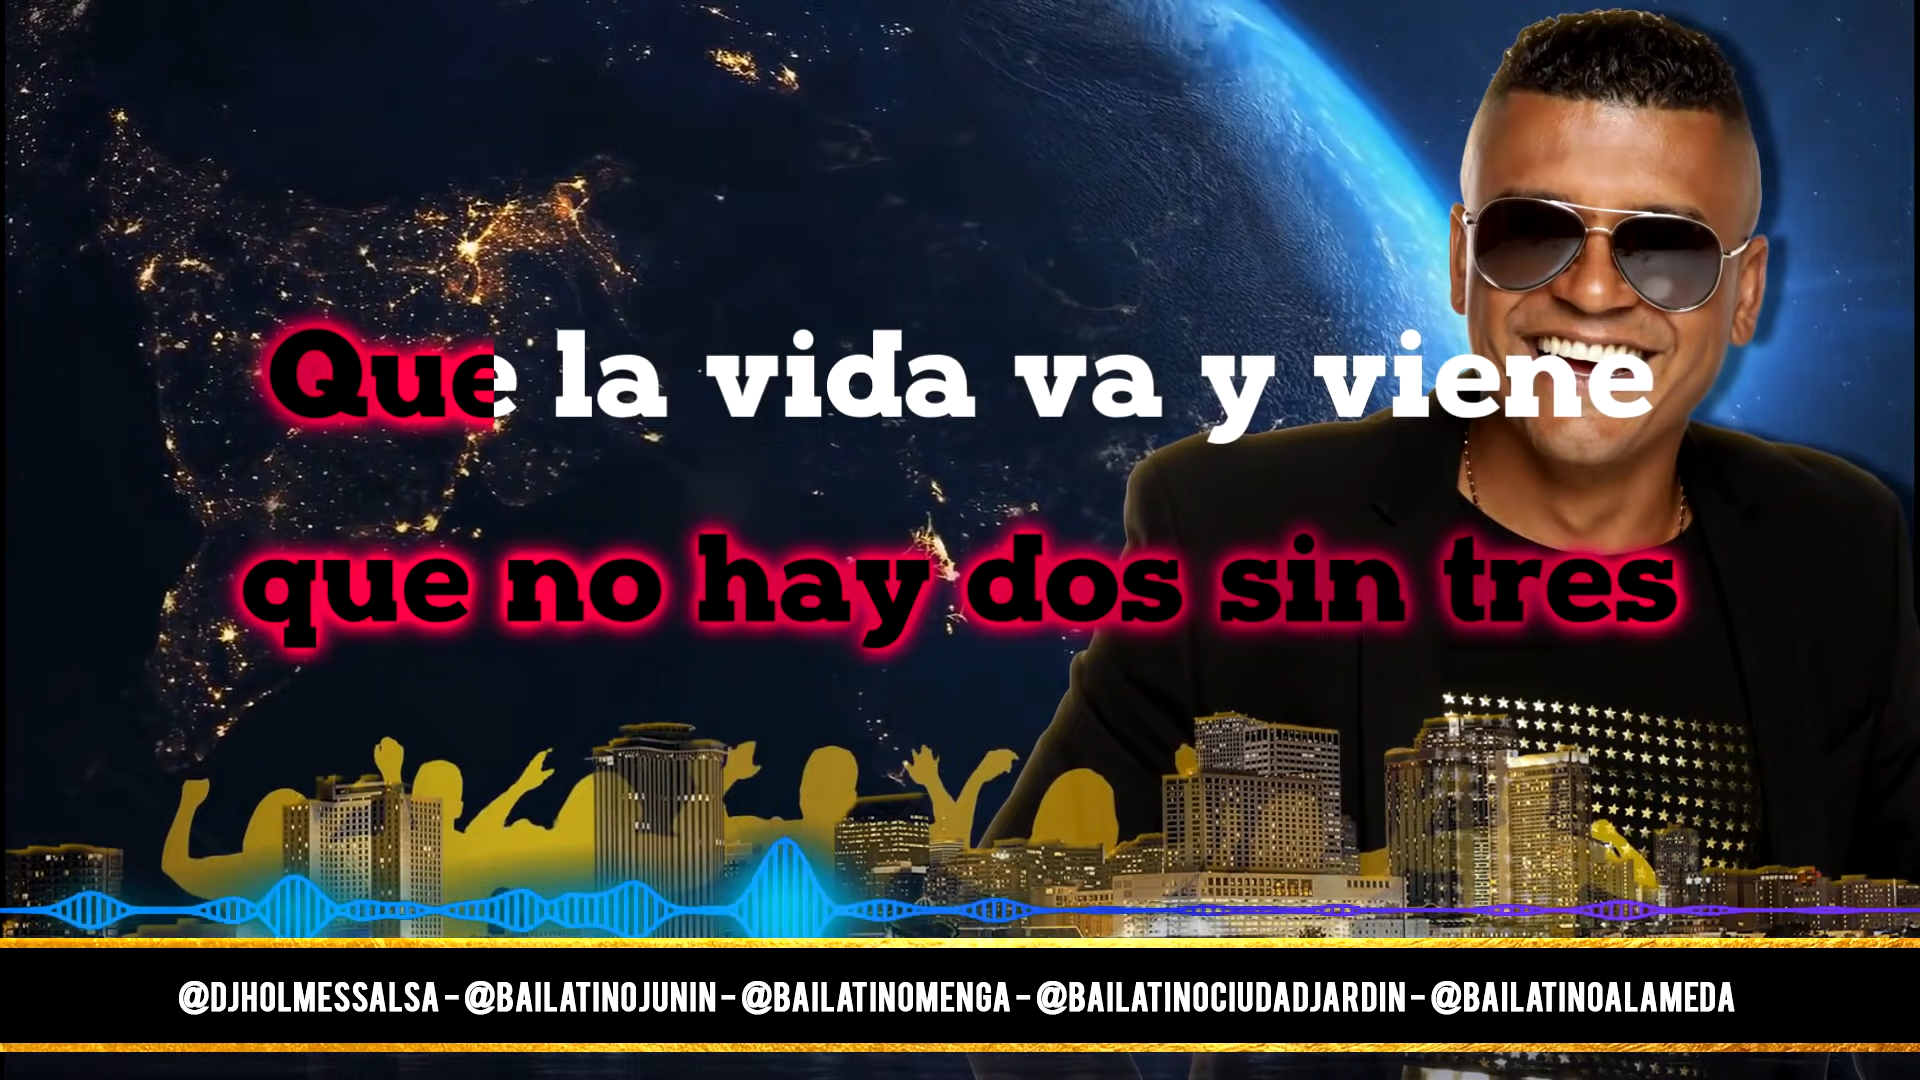 Que la vida va y viene
que no hay dos sin tres
@DJHOLMESSALSA - @BAILATINOJUNIN - @BAILATINOMENGA - @BAILATINOCIUDADJARDIN - @BAILATINOALAMEDA